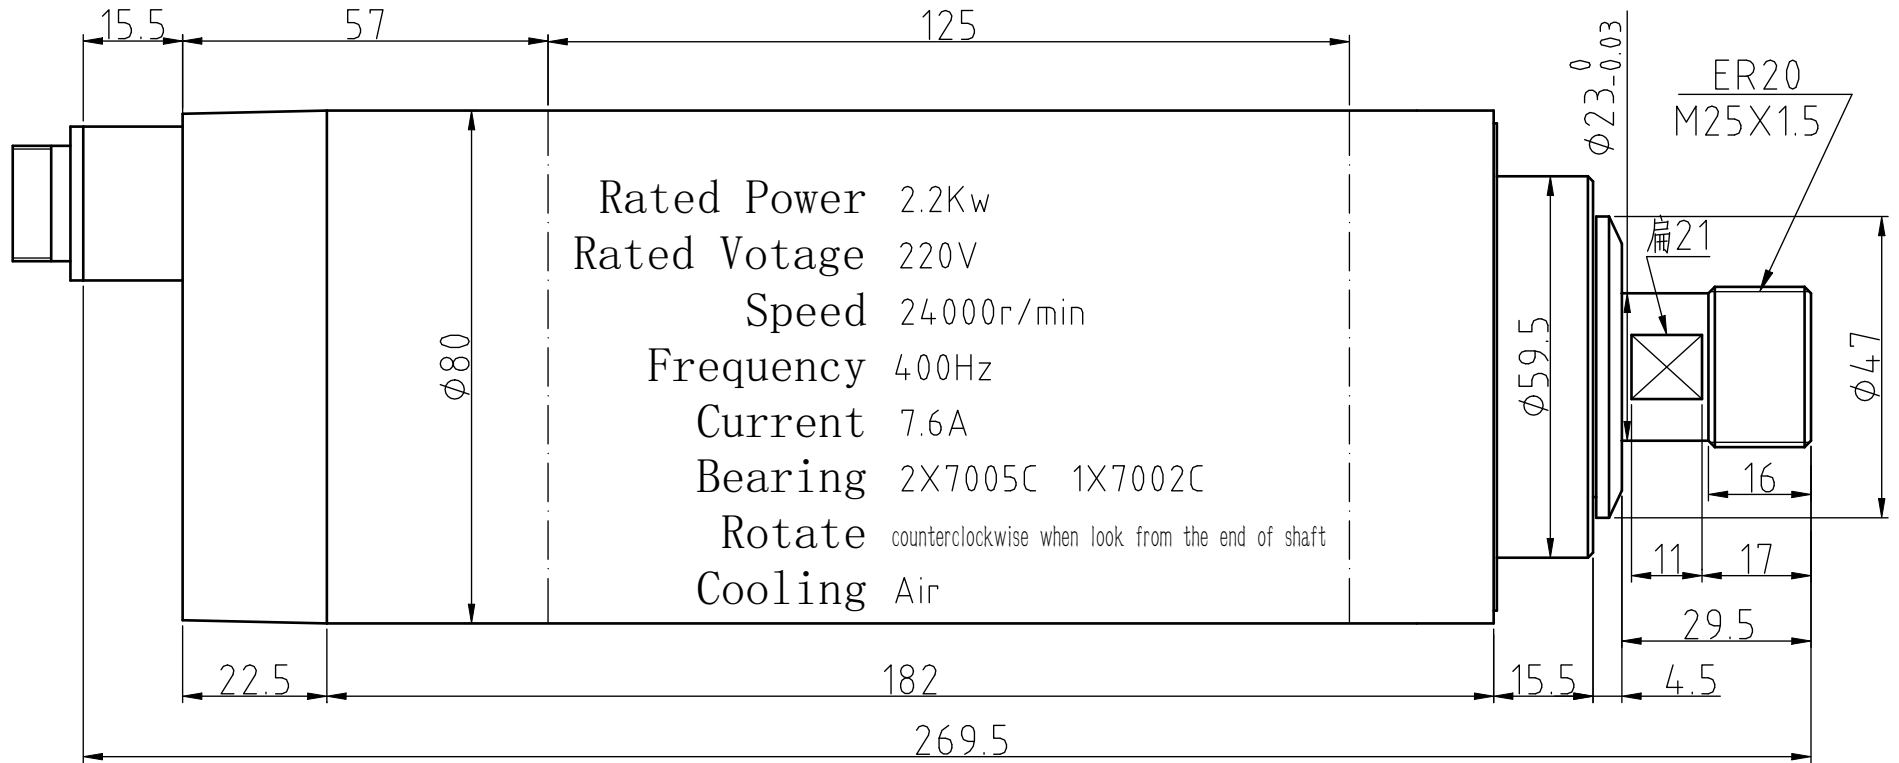 15.5
57
125
ϕ23 0 -0.03
ER20
M25X1.5
Rated Power 2.2Kw
Rated Votage 220V
Speed 24000r/min
Frequency 400Hz
Current 7.6A
Bearing 2X7005C 1X7002C
Rotate counterclockwise when look from the end of shaft
Cooling Air
ϕ80
ϕ59.5
扁21
ϕ47
16
11
17
29.5
22.5
182
15.5
4.5
269.5